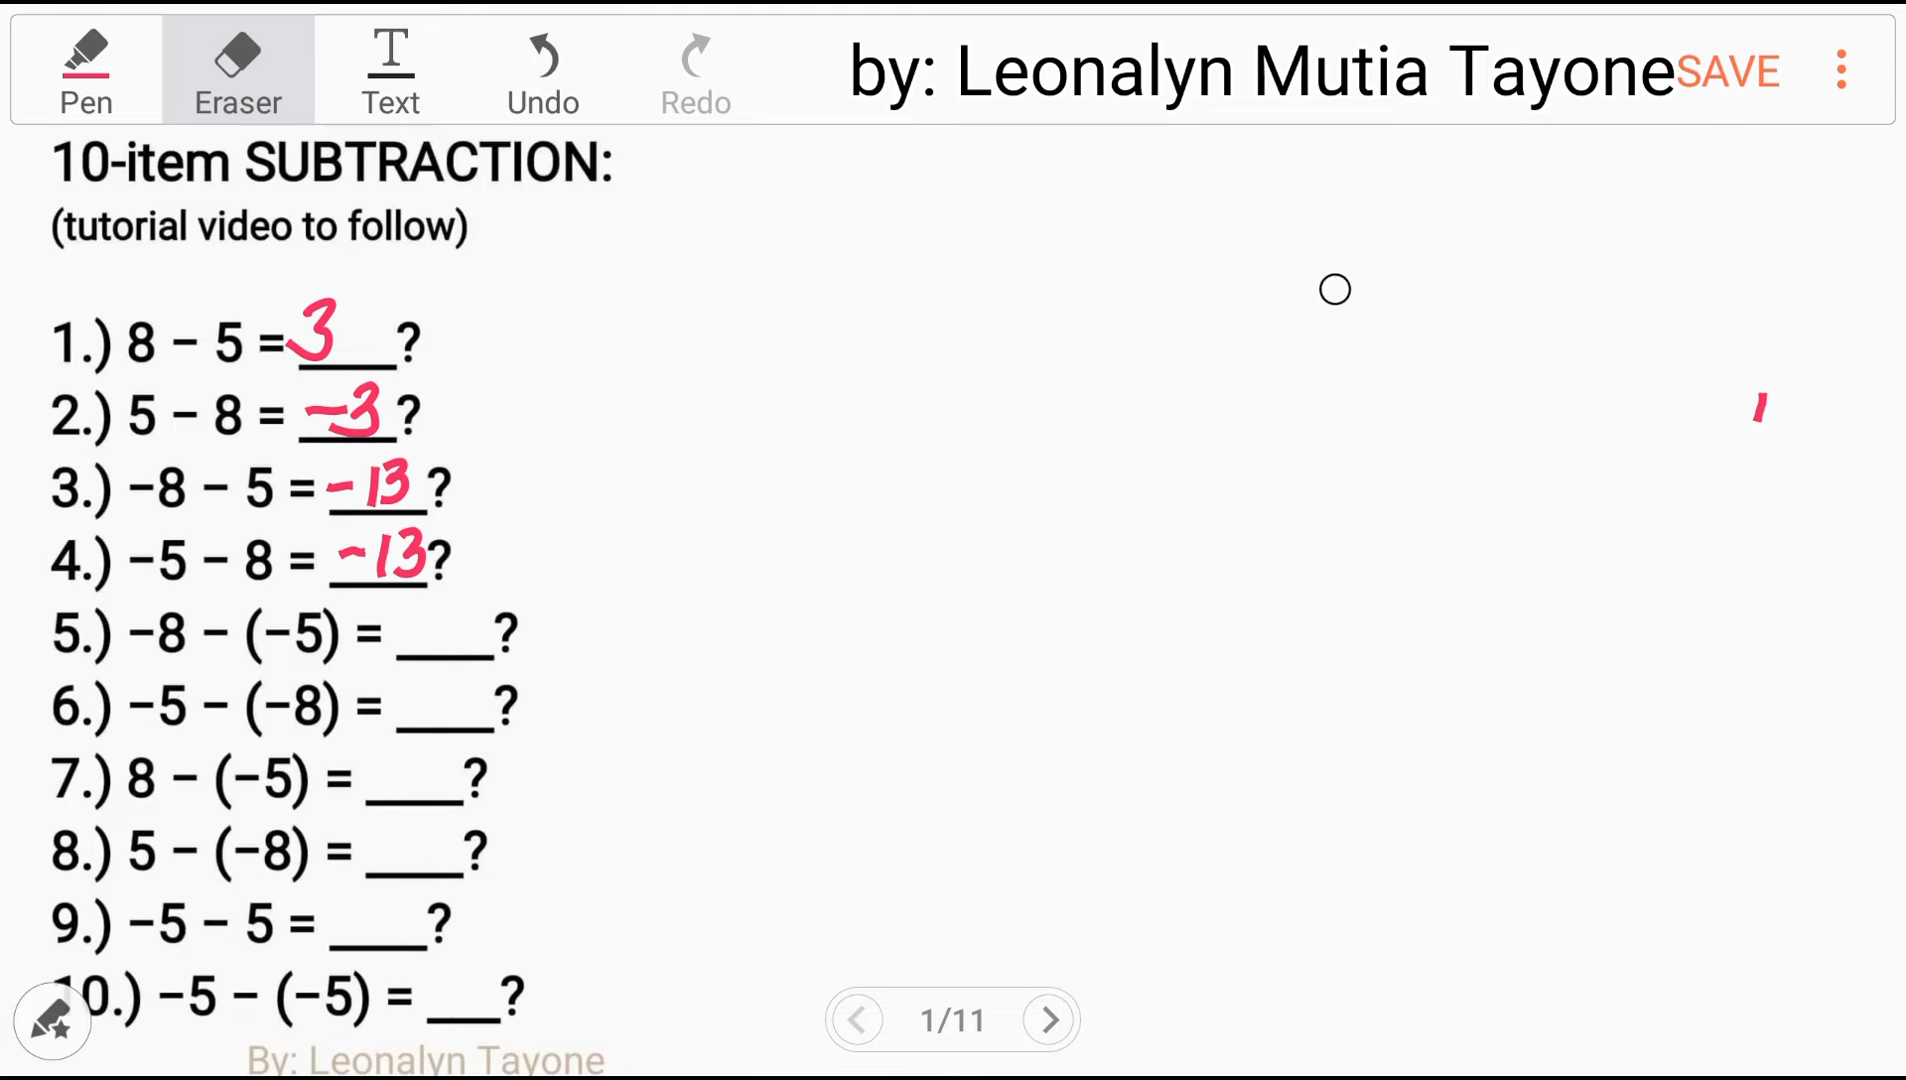 Pen Eraser Text Undo Redo by: Leonalyn Mutia Tayone SAVE
10-item SUBTRACTION:
(tutorial video to follow)
1.) 8 − 5 = 3 ?
2.) 5 − 8 = −3 ?
3.) −8 − 5 = −13 ?
4.) −5 − 8 = −13 ?
5.) −8 − (−5) = ____?
6.) −5 − (−8) = ____?
7.) 8 − (−5) = ____?
8.) 5 − (−8) = ____?
9.) −5 − 5 = ____?
10.) −5 − (−5) = ___?
1/11
By: Leonalyn Tayone